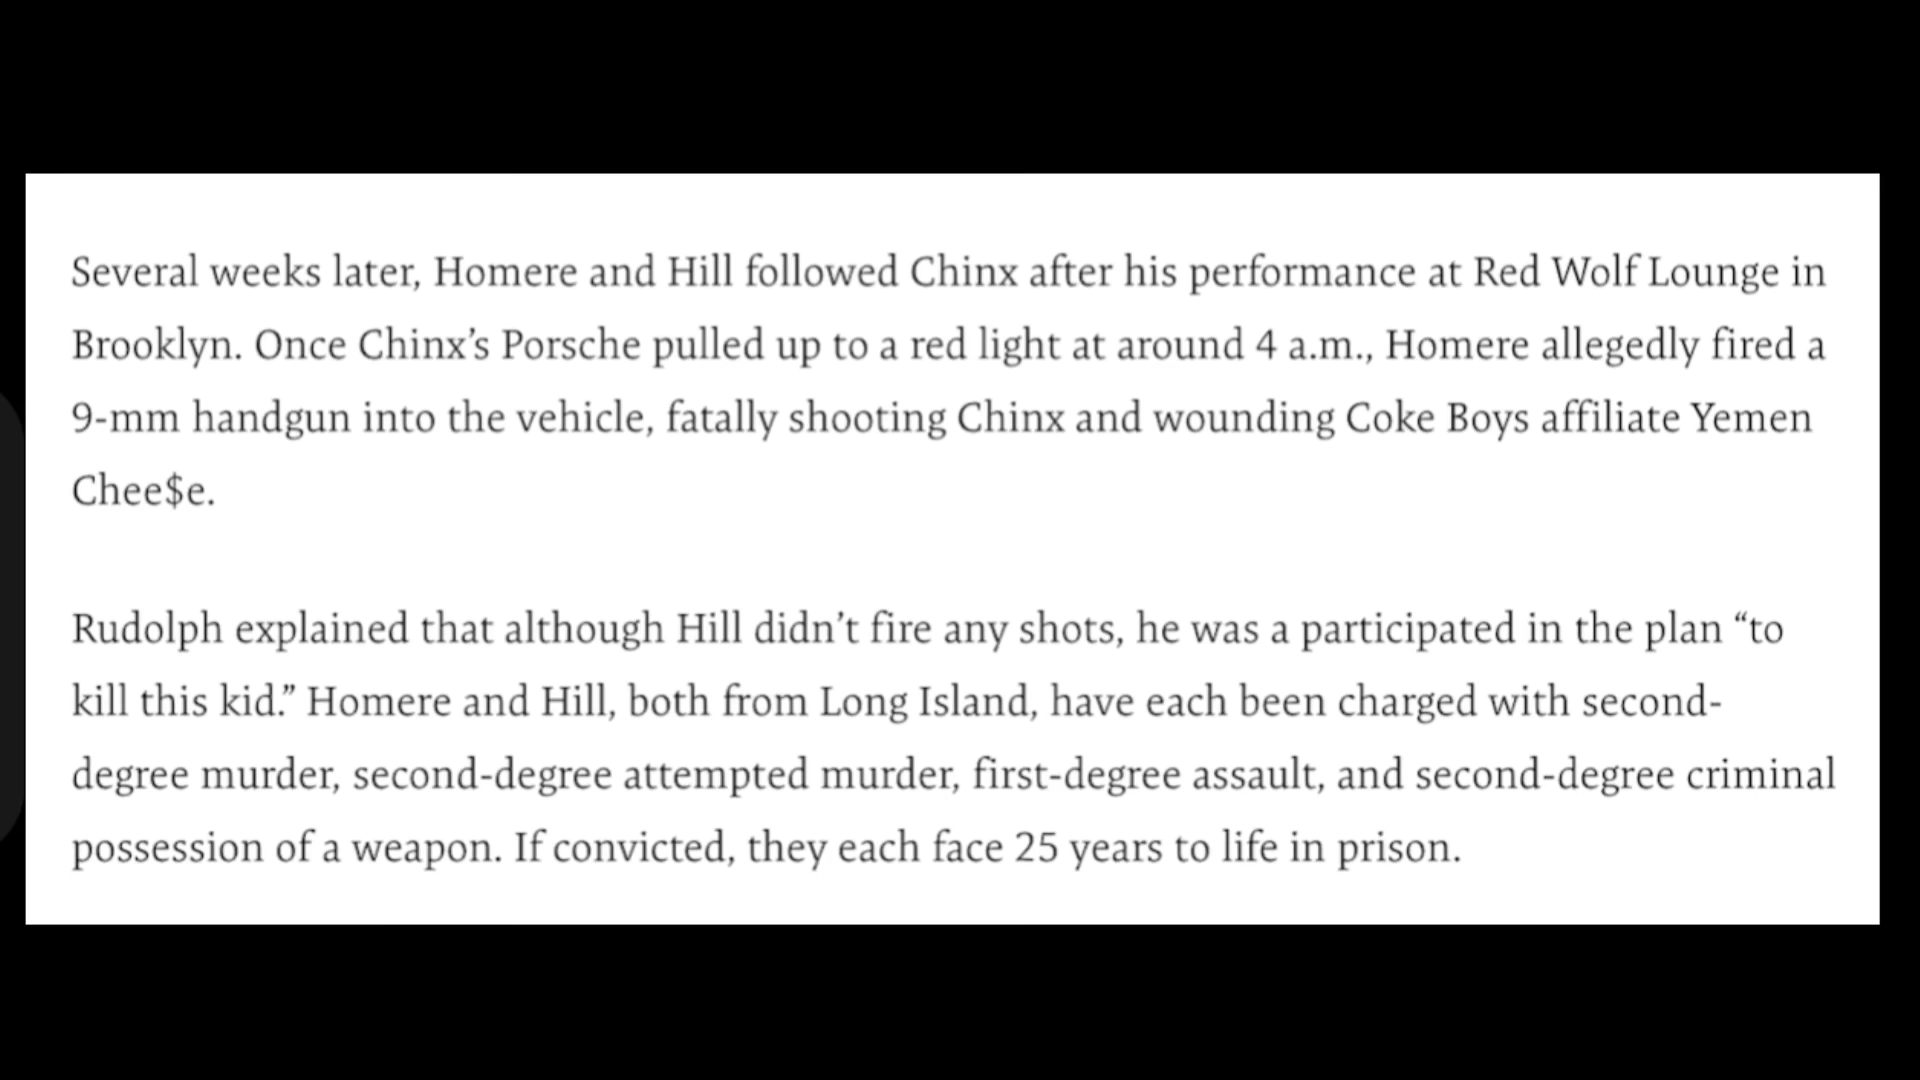 Several weeks later, Homere and Hill followed Chinx after his performance at Red Wolf Lounge in
Brooklyn. Once Chinx’s Porsche pulled up to a red light at around 4 a.m., Homere allegedly fired a
9-mm handgun into the vehicle, fatally shooting Chinx and wounding Coke Boys affiliate Yemen
Chee$e.
Rudolph explained that although Hill didn’t fire any shots, he was a participated in the plan “to
kill this kid.” Homere and Hill, both from Long Island, have each been charged with second-
degree murder, second-degree attempted murder, first-degree assault, and second-degree criminal
possession of a weapon. If convicted, they each face 25 years to life in prison.